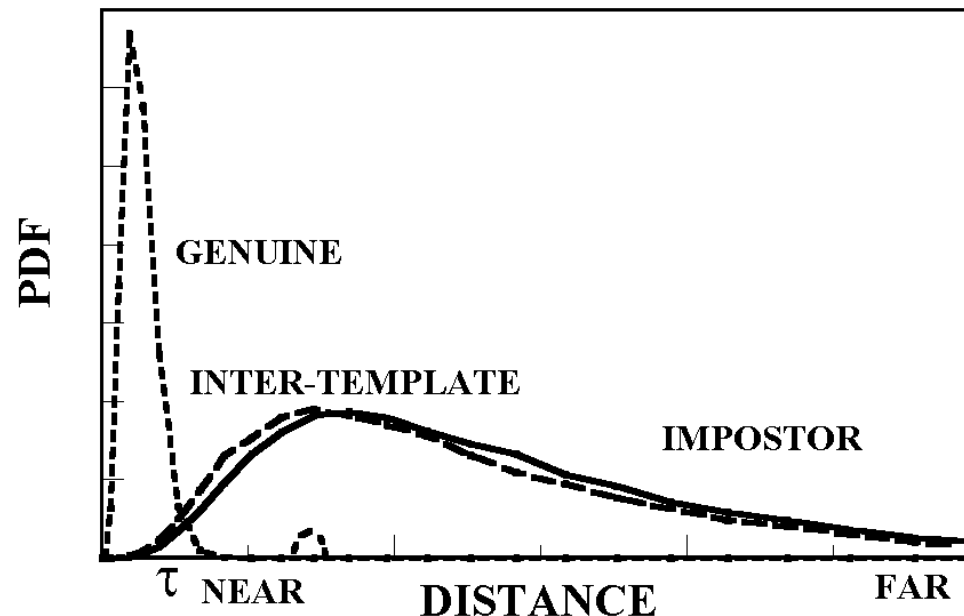 PDF
GENUINE
INTER-TEMPLATE
IMPOSTOR
τ
NEAR
DISTANCE
FAR